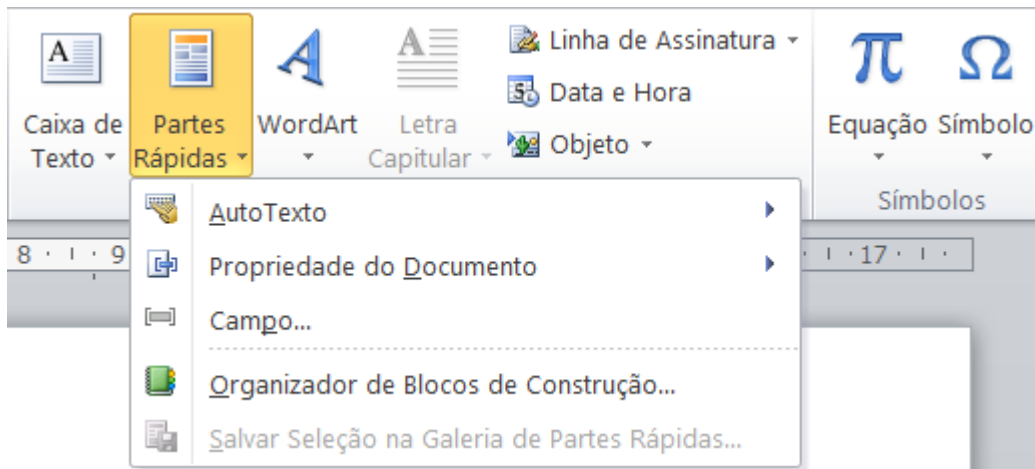 Linha de Assinatura
Data e Hora
Objeto
Caixa de
Texto
Partes
Rápidas
WordArt
Letra
Capitular
Equação
Símbolo
Símbolos
8 9
17
AutoTexto
Propriedade do Documento
Campo...
Organizador de Blocos de Construção...
Salvar Seleção na Galeria de Partes Rápidas...